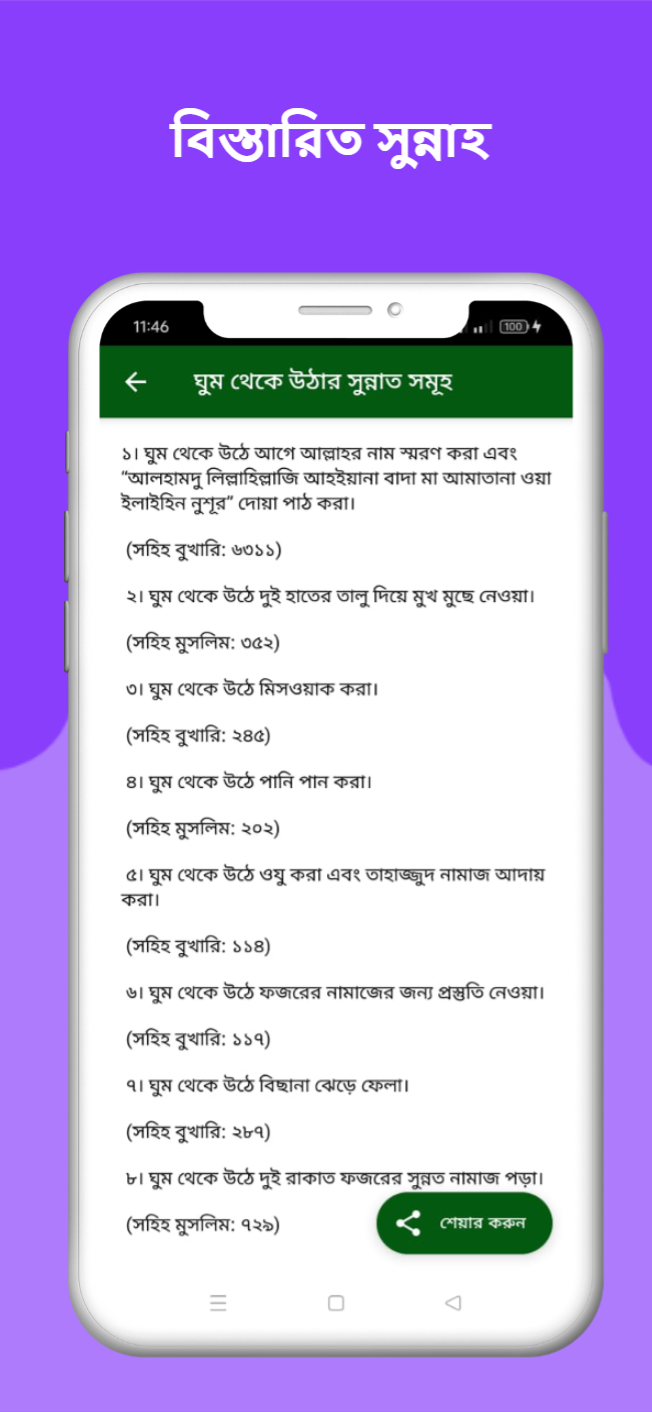 বিস্তারিত সুন্নাহ
11:46
100
ঘুম থেকে উঠার সুন্নাত সমূহ
১। ঘুম থেকে উঠে আগে আল্লাহর নাম স্মরণ করা এবং
"আলহামদু লিল্লাহিল্লাজি আহইয়ানা বাদা মা আমাতানা ওয়া
ইলাইহিন নুশূর" দোয়া পাঠ করা।
(সহিহ বুখারি: ৬৩১১)
২। ঘুম থেকে উঠে দুই হাতের তালু দিয়ে মুখ মুছে নেওয়া।
(সহিহ মুসলিম: ৩৫২)
৩। ঘুম থেকে উঠে মিসওয়াক করা।
(সহিহ বুখারি: ২৪৫)
৪। ঘুম থেকে উঠে পানি পান করা।
(সহিহ মুসলিম: ২০২)
৫। ঘুম থেকে উঠে ওযু করা এবং তাহাজ্জুদ নামাজ আদায়
করা।
(সহিহ বুখারি: ১১৪)
৬। ঘুম থেকে উঠে ফজরের নামাজের জন্য প্রস্তুতি নেওয়া।
(সহিহ বুখারি: ১১৭)
৭। ঘুম থেকে উঠে বিছানা ঝেড়ে ফেলা।
(সহিহ বুখারি: ২৮৭)
৮। ঘুম থেকে উঠে দুই রাকাত ফজরের সুন্নত নামাজ পড়া।
(সহিহ মুসলিম: ৭২৯)
শেয়ার করুন